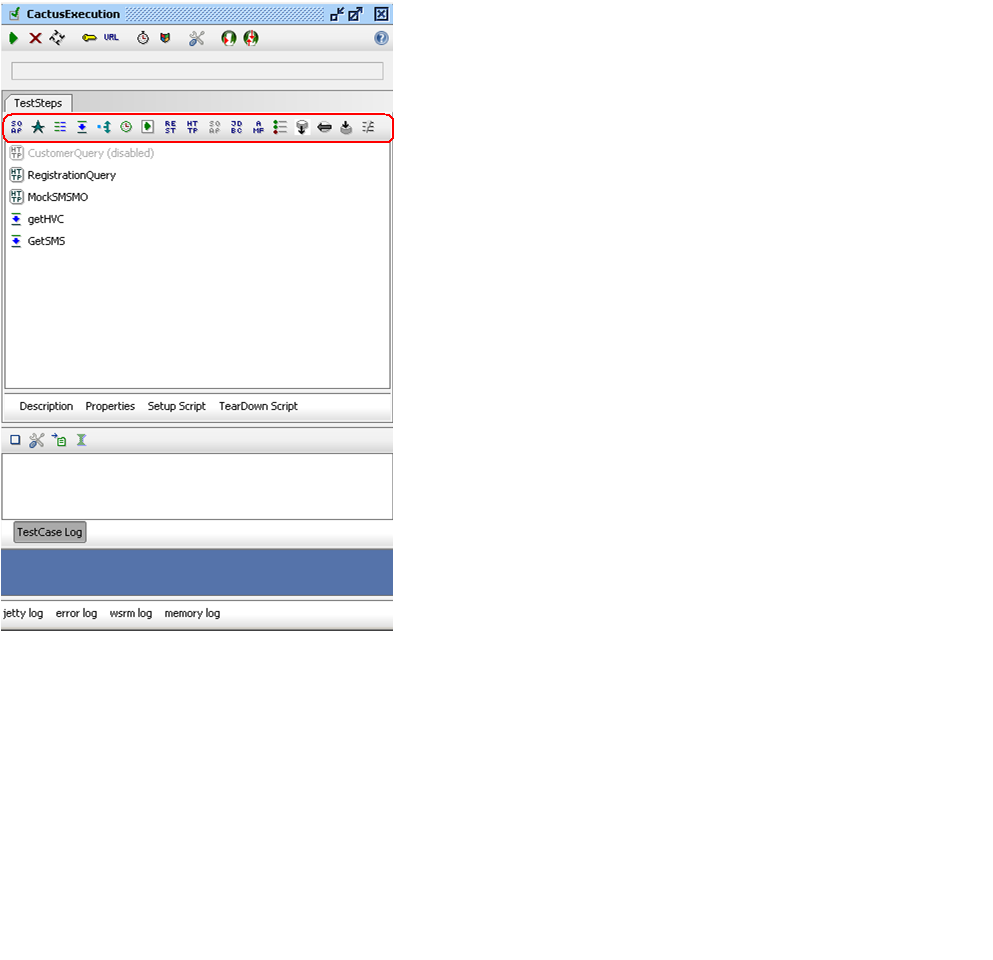 CactusExecution
URL
TestSteps
SO AP RE ST HT TP SO AP JD BC A MF
HT TP CustomerQuery (disabled)
HT TP RegistrationQuery
HT TP MockSMSMO
getHVC
GetSMS
Description Properties Setup Script TearDown Script
TestCase Log
jetty log error log wsrm log memory log